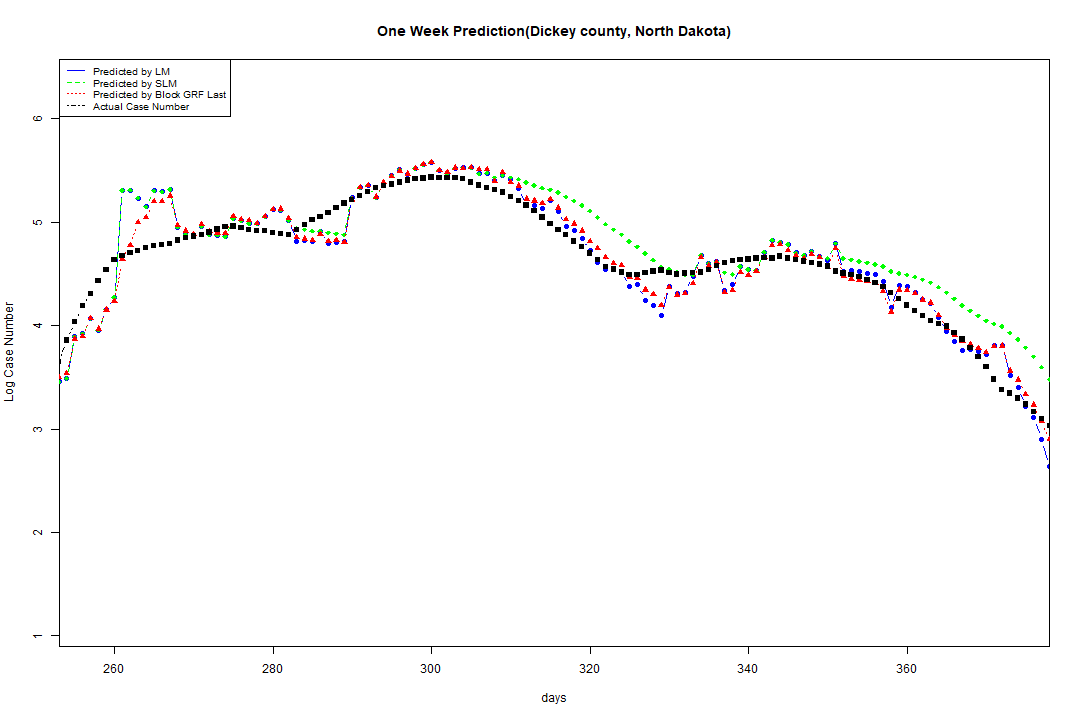 One Week Prediction(Dickey county, North Dakota)
Predicted by LM
Predicted by SLM
Predicted by Block GRF Last
Actual Case Number
6
5
4
3
2
1
Log Case Number
260 280 300 320 340 360
days